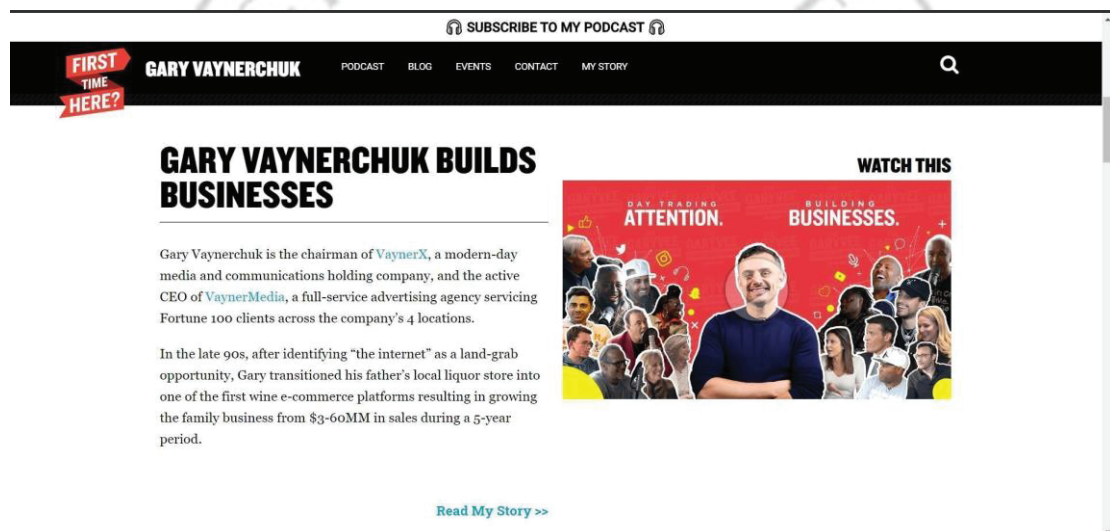 SUBSCRIBE TO MY PODCAST
FIRST
TIME
HERE?
GARY VAYNERCHUK
PODCAST BLOG EVENTS CONTACT MY STORY
GARY VAYNERCHUK BUILDS
BUSINESSES
Gary Vaynerchuk is the chairman of VaynerX, a modern-day
media and communications holding company, and the active
CEO of VaynerMedia, a full-service advertising agency servicing
Fortune 100 clients across the company's 4 locations.
In the late 90s, after identifying “the internet” as a land-grab
opportunity, Gary transitioned his father's local liquor store into
one of the first wine e-commerce platforms resulting in growing
the family business from $3-60MM in sales during a 5-year
period.
Read My Story >>
WATCH THIS
DAY TRADING
ATTENTION.
BUILDING
BUSINESSES.